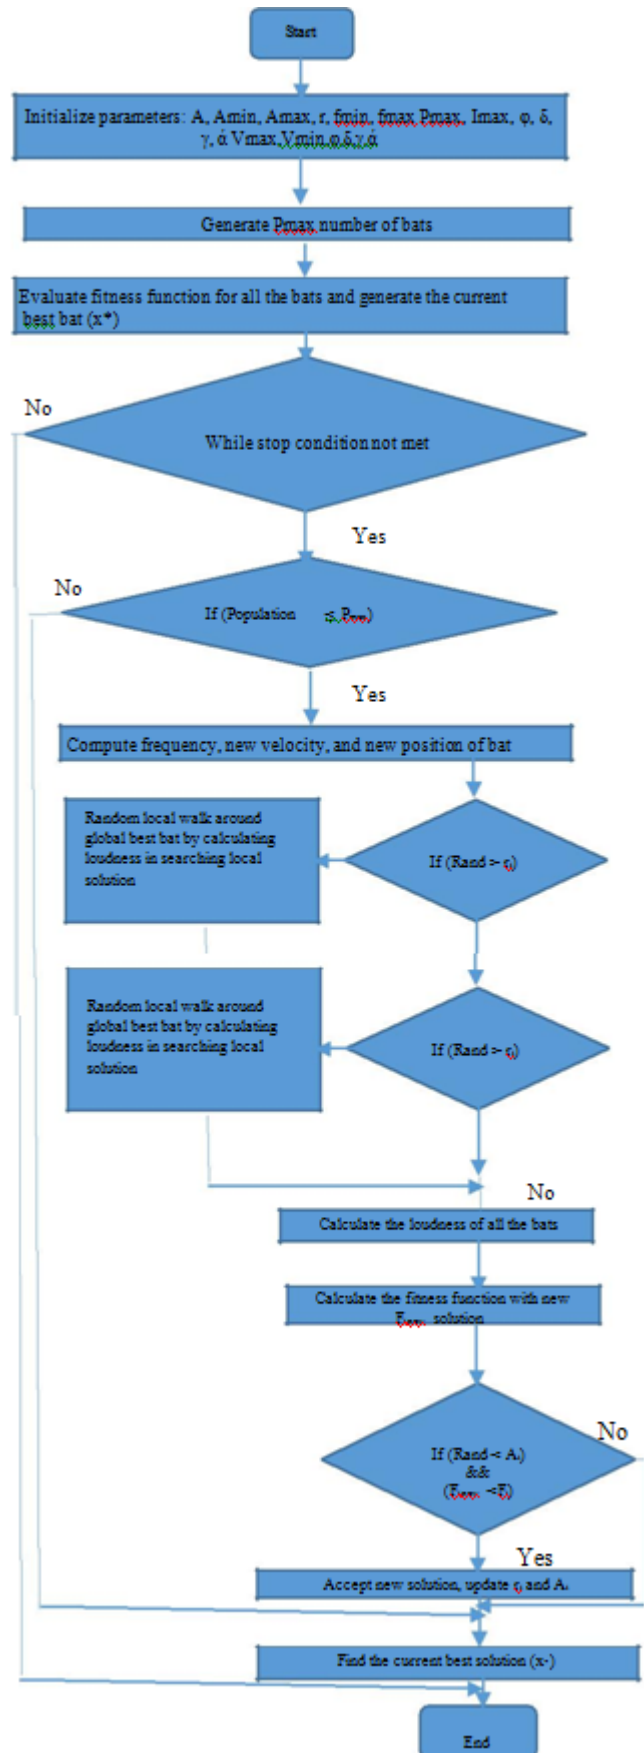 Start
Initialize parameters: A, Amin, Amax, r, fmin, fmax Pmax, Imax, φ, δ,
γ, ά Vmax,Vmin,φ,δ,γ,ά
Generate Pmax number of bats
Evaluate fitness function for all the bats and generate the current
best bat (x*)
No
While stop condition not met
Yes
No
If (Population ≤ Pmax)
Yes
Compute frequency, new velocity, and new position of bat
Random local walk around
global best bat by calculating
loudness in searching local
solution
If (Rand > ri)
Random local walk around
global best bat by calculating
loudness in searching local
solution
If (Rand > ri)
No
Calculate the loudness of all the bats
Calculate the fitness function with new
solution
No
If (Rand < Ai)
&&
Yes
Accept new solution, update ri and Ai
Find the current best solution (x*)
End